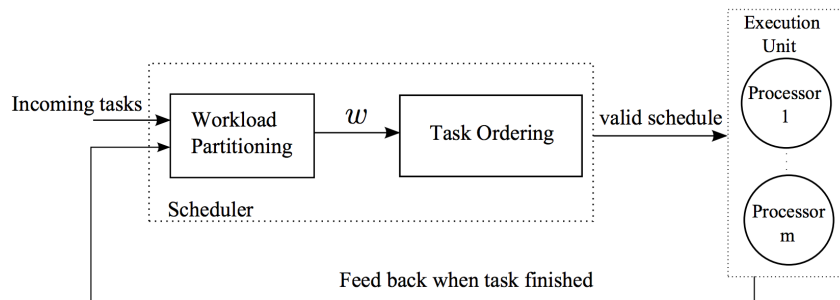 Execution
Unit
Incoming tasks
Workload
Partitioning
w
Task Ordering
valid schedule
Processor
1
Scheduler
Processor
m
Feed back when task finished